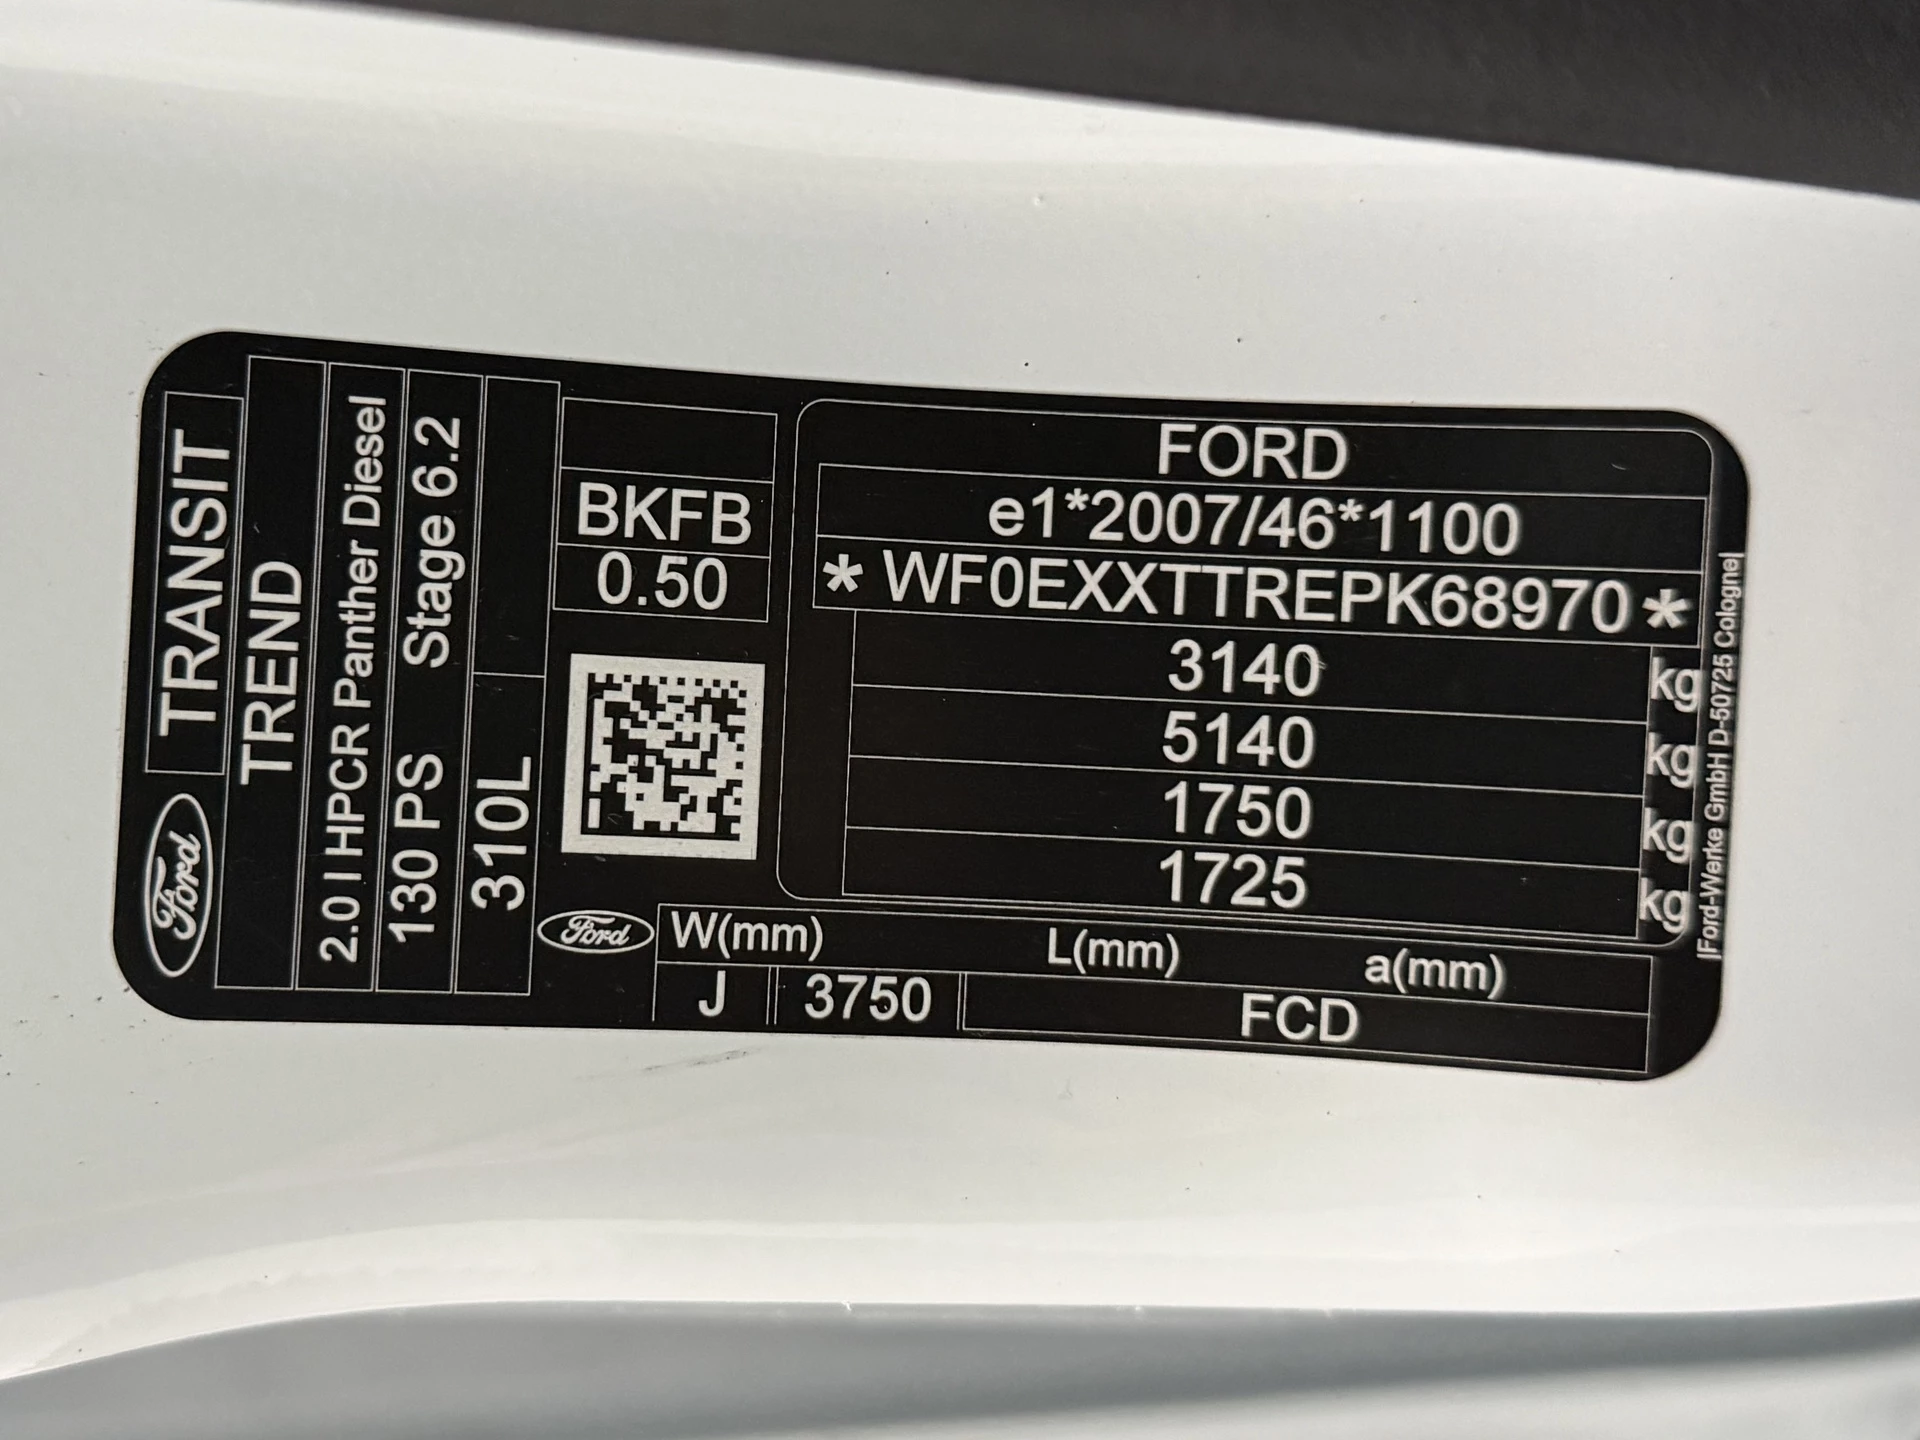 Ford
TRANSIT
TREND
2.0 l HPCR Panther Diesel
130 PS Stage 6.2
310L
BKFB
0.50
FORD
e1*2007/46*1100
* WF0EXXTTREPK68970 *
3140 kg
5140 kg
1750 kg
1725 kg
|Ford-Werke GmbH D-50725 Cologne|
Ford
W(mm) L(mm) a(mm)
J 3750 FCD